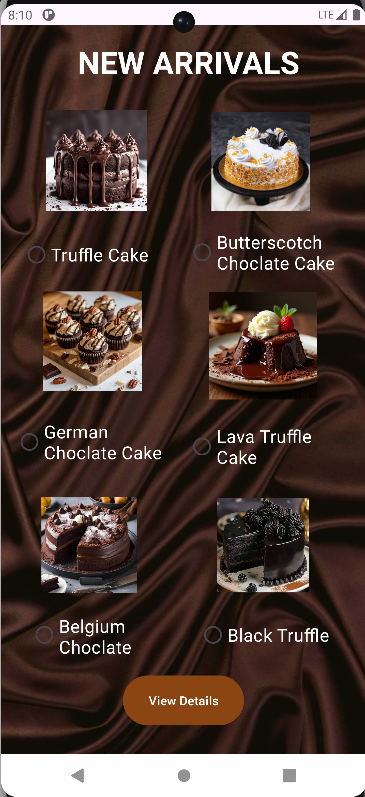 8:10
LTE
NEW ARRIVALS
Truffle Cake
Butterscotch
Choclate Cake
German
Choclate Cake
Lava Truffle
Cake
Belgium
Choclate
Black Truffle
View Details